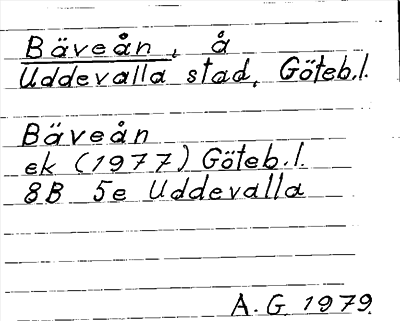 Bäveån, å
Uddevalla stad, Göteb.l.
Bäveån
ek (1977) Göteb.l.
8B 5e Uddevalla
A.G 1979.